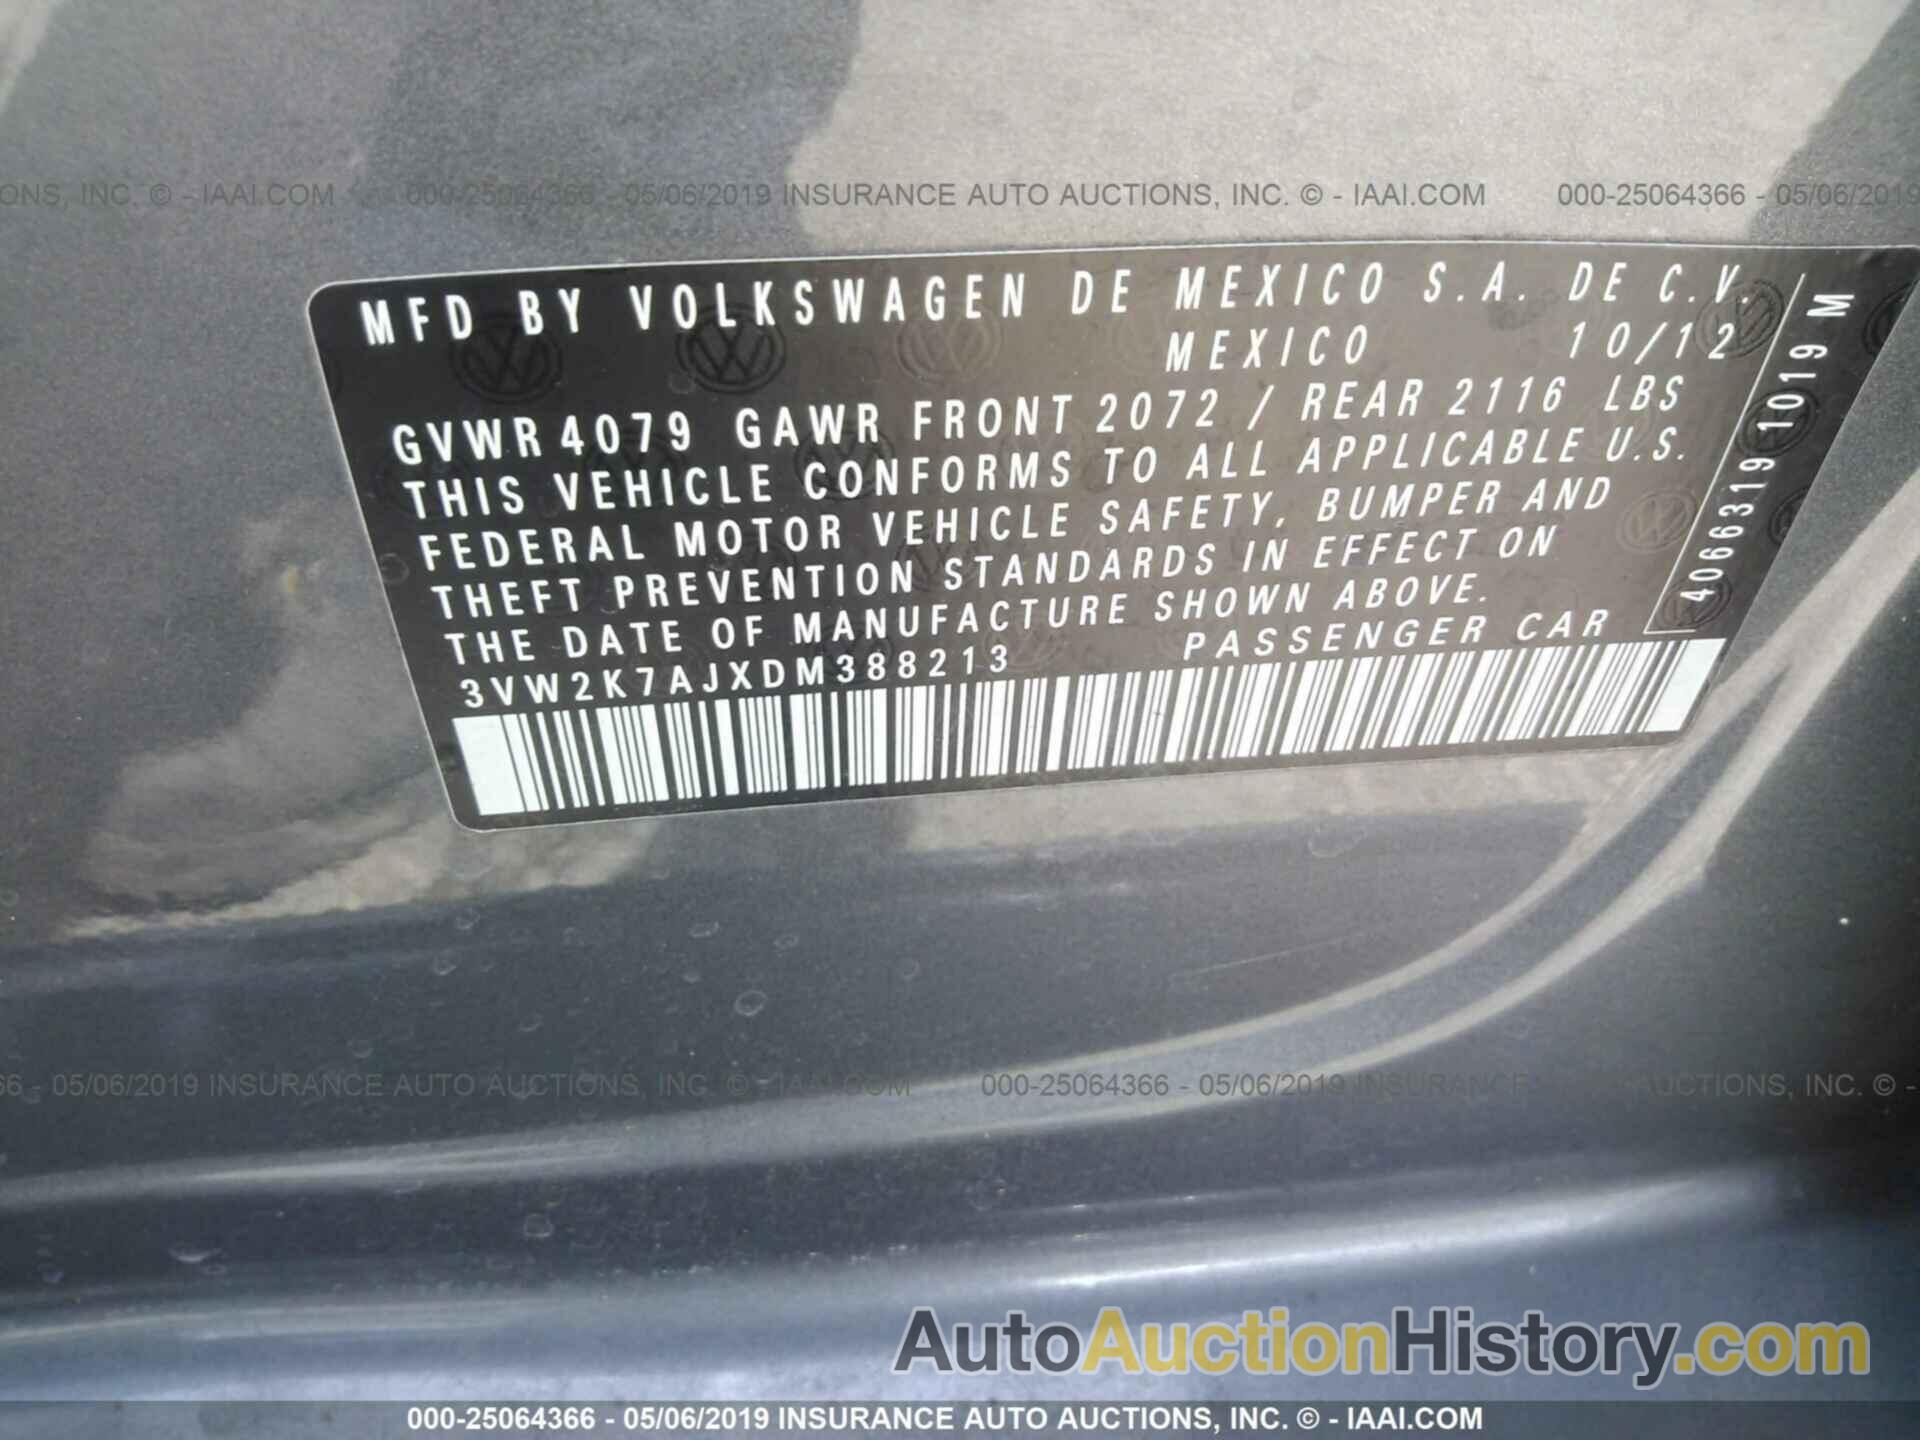 ONS, INC. © - IAAI.COM 000-25064366 - 05/06/2019 INSURANCE AUTO AUCTIONS, INC. © - IAAI.COM 000-25064366 - 05/06/2019
MFD BY VOLKSWAGEN DE MEXICO S.A. DE C.V.
MEXICO 10/12
GVWR 4079 GAWR FRONT 2072 / REAR 2116 LBS
THIS VEHICLE CONFORMS TO ALL APPLICABLE U.S.
FEDERAL MOTOR VEHICLE SAFETY, BUMPER AND
THEFT PREVENTION STANDARDS IN EFFECT ON
THE DATE OF MANUFACTURE SHOWN ABOVE.
3VW2K7AJXDM388213 PASSENGER CAR
4066319 1019 M
66 - 05/06/2019 INSURANCE AUTO AUCTIONS, INC. © - IAAI.COM 000-25064366 - 05/06/2019 INSURANCE AUTO AUCTIONS, INC. © -
AutoAuctionHistory.com
000-25064366 - 05/06/2019 INSURANCE AUTO AUCTIONS, INC. © - IAAI.COM